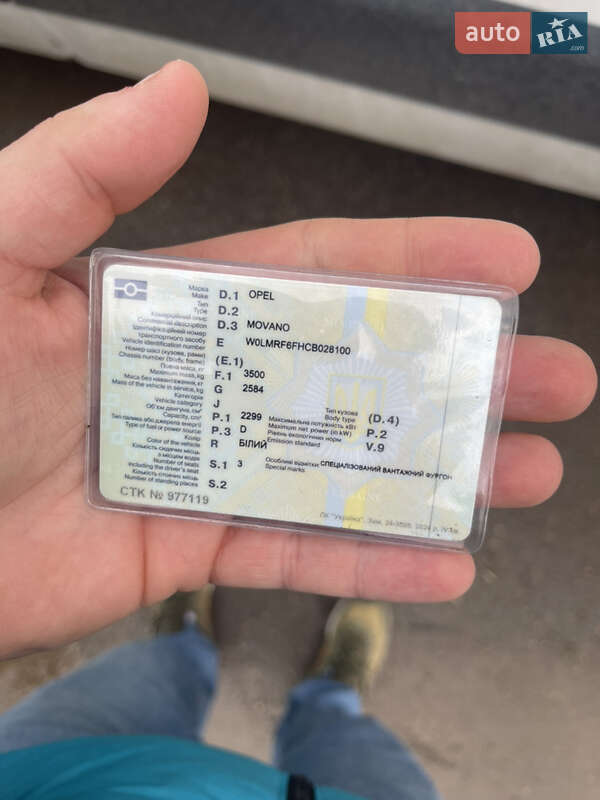 auto RIA .com
Марка
Make D.1 OPEL
Тип
Type D.2
Комерційний опис
Commercial description D.3 MOVANO
Ідентифікаційний номер
транспортного засобу
Vehicle identification number E W0LMRF6FHCB028100
Номер шасі (кузова, рами)
Chassis number (body, frame) (E.1)
Повна маса, кг
Maximum mass, kg F.1 3500
Маса без навантаження, кг
Mass of the vehicle in service, kg G 2584
Категорія
Vehicle category J
Об'єм двигуна, см³
Capacity, cm³ P.1 2299
Тип палива або джерела енергії
Type of fuel or power source P.3 D
Колір
Color of the vehicle R БІЛИЙ
Кількість сидячих місць
з місцем водія
Number of seats
including the driver's seat S.1 3
Кількість стоячих місць
Number of standing places S.2
Тип кузова
Body type (D.4)
Максимальна потужність кВт
Maximum net power (in kW) P.2
Рівень екологічних норм
Emission standard V.9
Особливі відмітки СПЕЦІАЛІЗОВАНИЙ ВАНТАЖНИЙ ФУРГОН
Special marks
СТК № 977119